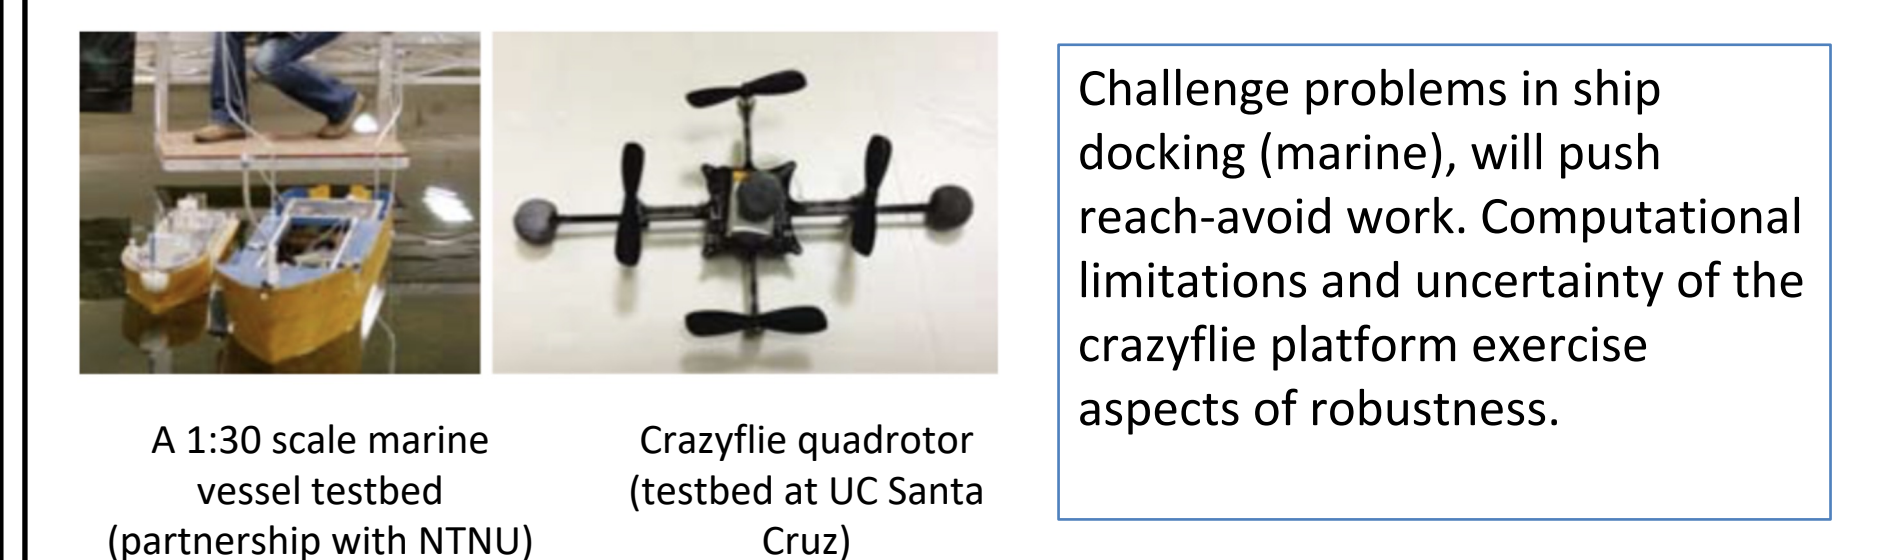 A 1:30 scale marine
vessel testbed
(partnership with NTNU)
Crazyflie quadrotor
(testbed at UC Santa
Cruz)
Challenge problems in ship
docking (marine), will push
reach-avoid work. Computational
limitations and uncertainty of the
crazyflie platform exercise
aspects of robustness.